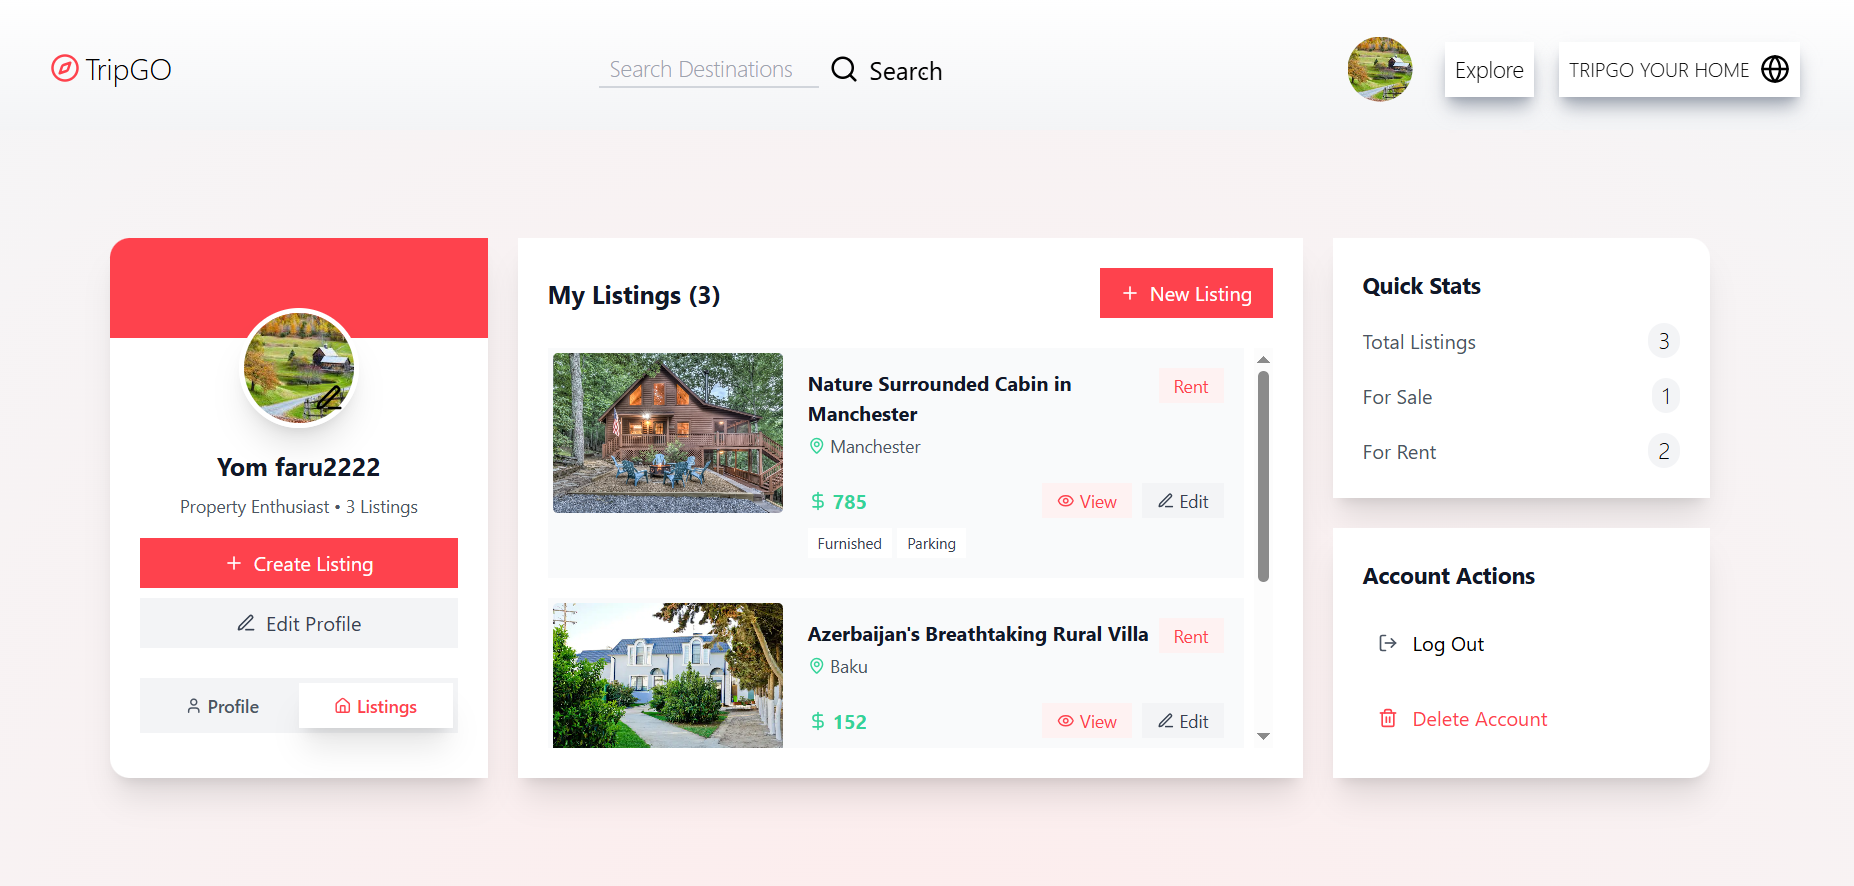 TripGO
Search Destinations
Search
Explore
TRIPGO YOUR HOME
Yom faru2222
Property Enthusiast • 3 Listings
+ Create Listing
Edit Profile
Profile
Listings
My Listings (3)
+ New Listing
Nature Surrounded Cabin in
Manchester
Rent
Manchester
$ 785
View
Edit
Furnished
Parking
Azerbaijan's Breathtaking Rural Villa
Rent
Baku
$ 152
View
Edit
Quick Stats
Total Listings 3
For Sale 1
For Rent 2
Account Actions
Log Out
Delete Account